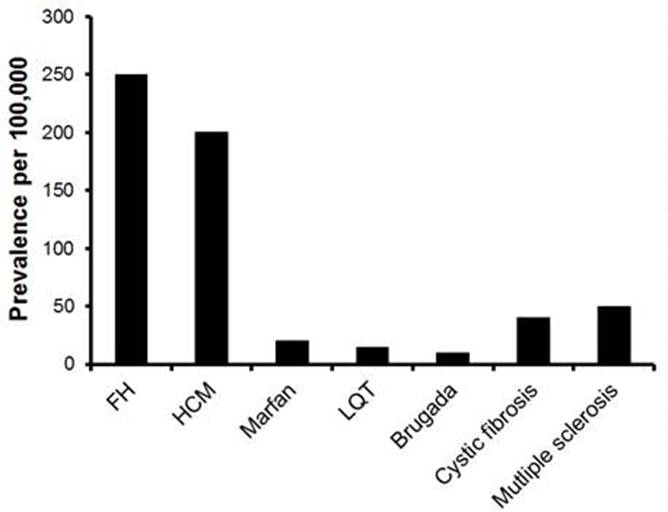 Prevalence per 100,000
300
250
200
150
100
50
0
FH
HCM
Marfan
LQT
Brugada
Cystic fibrosis
Mutliple sclerosis